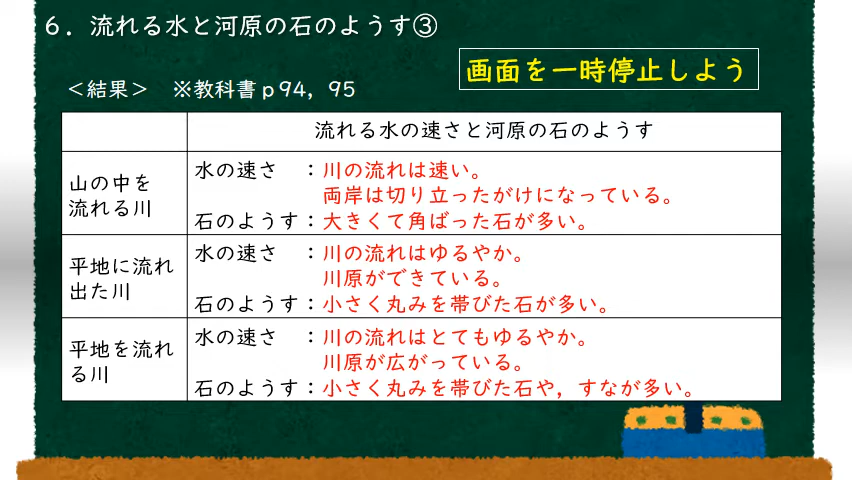 6．流れる水と河原の石のようす③
画面を一時停止しよう
＜結果＞　※教科書ｐ94，95
流れる水の速さと河原の石のようす
山の中を
流れる川
水の速さ　：川の流れは速い。
両岸は切り立ったがけになっている。
石のようす：大きくて角ばった石が多い。
平地に流れ
出た川
水の速さ　：川の流れはゆるやか。
川原ができている。
石のようす：小さく丸みを帯びた石が多い。
平地を流れ
る川
水の速さ　：川の流れはとてもゆるやか。
川原が広がっている。
石のようす：小さく丸みを帯びた石や，すなが多い。